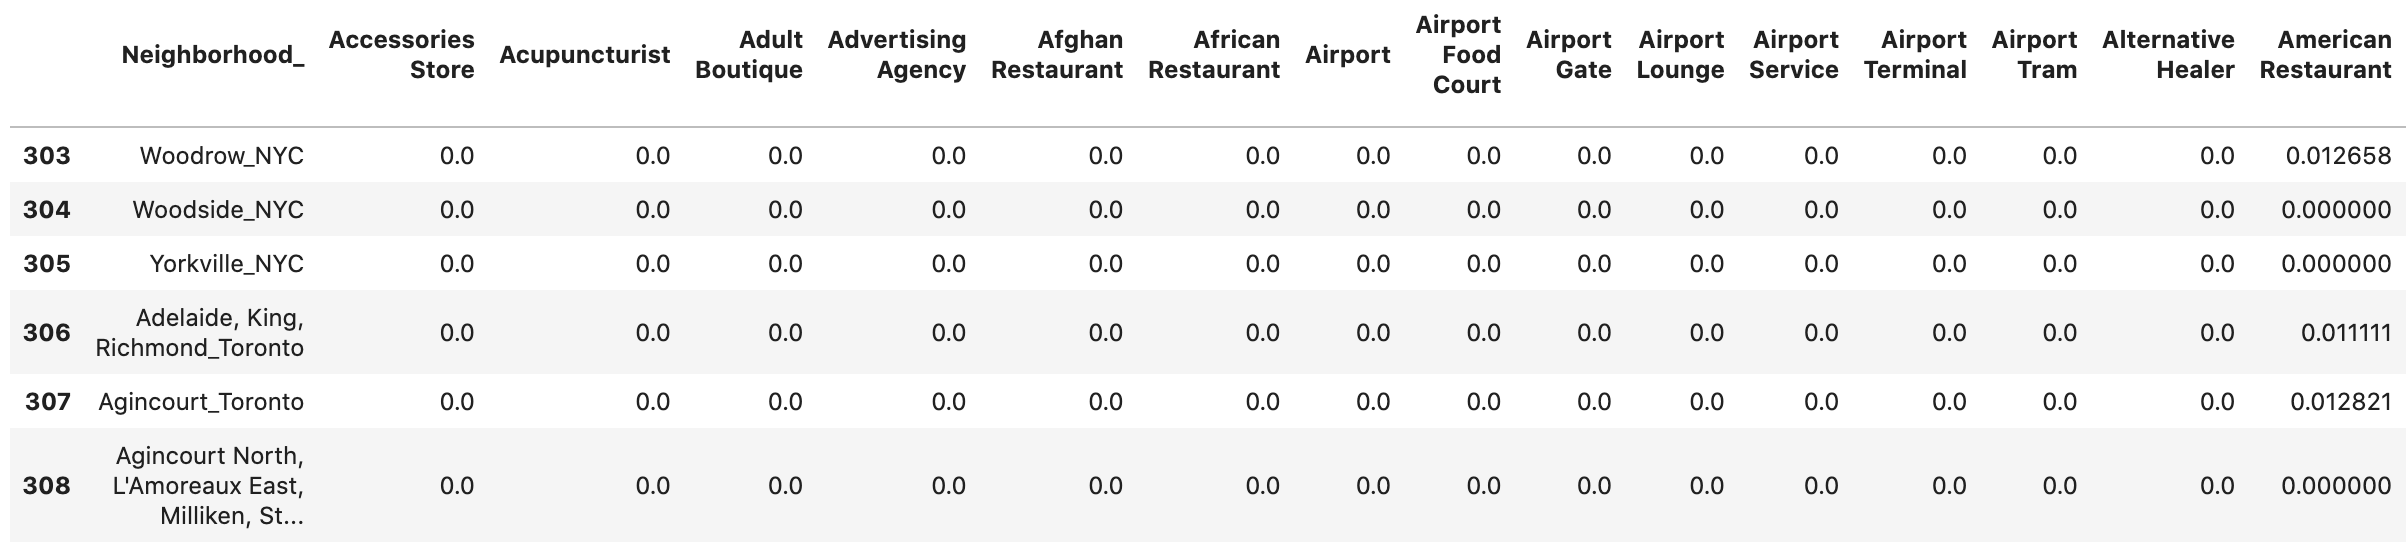 Neighborhood_ Accessories Store Acupuncturist Adult Boutique Advertising Agency Afghan Restaurant African Restaurant Airport Airport Food Court Airport Gate Airport Lounge Airport Service Airport Terminal Airport Tram Alternative Healer American Restaurant
303 Woodrow_NYC 0.0 0.0 0.0 0.0 0.0 0.0 0.0 0.0 0.0 0.0 0.0 0.0 0.0 0.0 0.012658
304 Woodside_NYC 0.0 0.0 0.0 0.0 0.0 0.0 0.0 0.0 0.0 0.0 0.0 0.0 0.0 0.0 0.000000
305 Yorkville_NYC 0.0 0.0 0.0 0.0 0.0 0.0 0.0 0.0 0.0 0.0 0.0 0.0 0.0 0.0 0.000000
306 Adelaide, King, Richmond_Toronto 0.0 0.0 0.0 0.0 0.0 0.0 0.0 0.0 0.0 0.0 0.0 0.0 0.0 0.0 0.011111
307 Agincourt_Toronto 0.0 0.0 0.0 0.0 0.0 0.0 0.0 0.0 0.0 0.0 0.0 0.0 0.0 0.0 0.012821
308 Agincourt North, L'Amoreaux East, Milliken, St... 0.0 0.0 0.0 0.0 0.0 0.0 0.0 0.0 0.0 0.0 0.0 0.0 0.0 0.0 0.000000